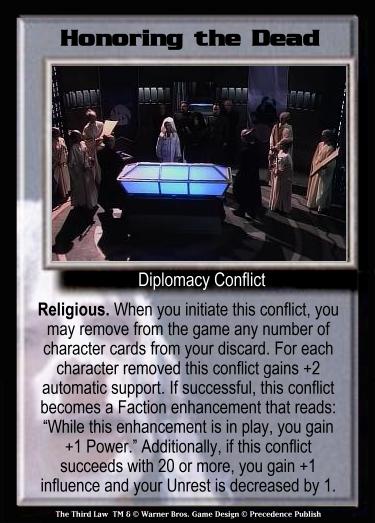 Honoring the Dead
Diplomacy Conflict
Religious. When you initiate this conflict, you
may remove from the game any number of
character cards from your discard. For each
character removed this conflict gains +2
automatic support. If successful, this conflict
becomes a Faction enhancement that reads:
“While this enhancement is in play, you gain
+1 Power.” Additionally, if this conflict
succeeds with 20 or more, you gain +1
influence and your Unrest is decreased by 1.
The Third Law TM & © Warner Bros. Game Design © Precedence Publish